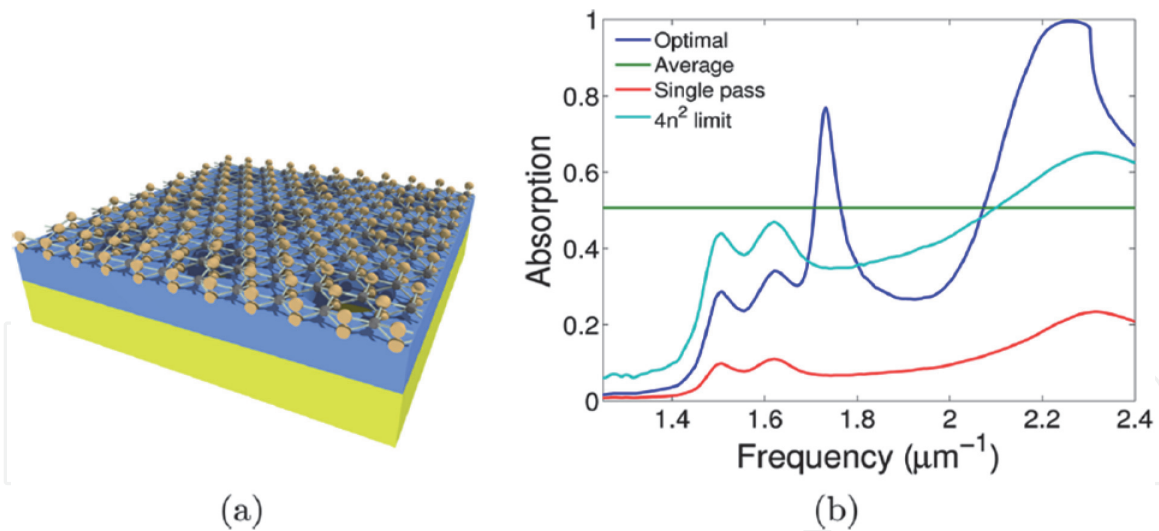 1
0.8
0.6
0.4
0.2
0
Absorption
Optimal
Average
Single pass
4n² limit
1.4 1.6 1.8 2 2.2 2.4
Frequency (μm⁻¹)
(a) (b)